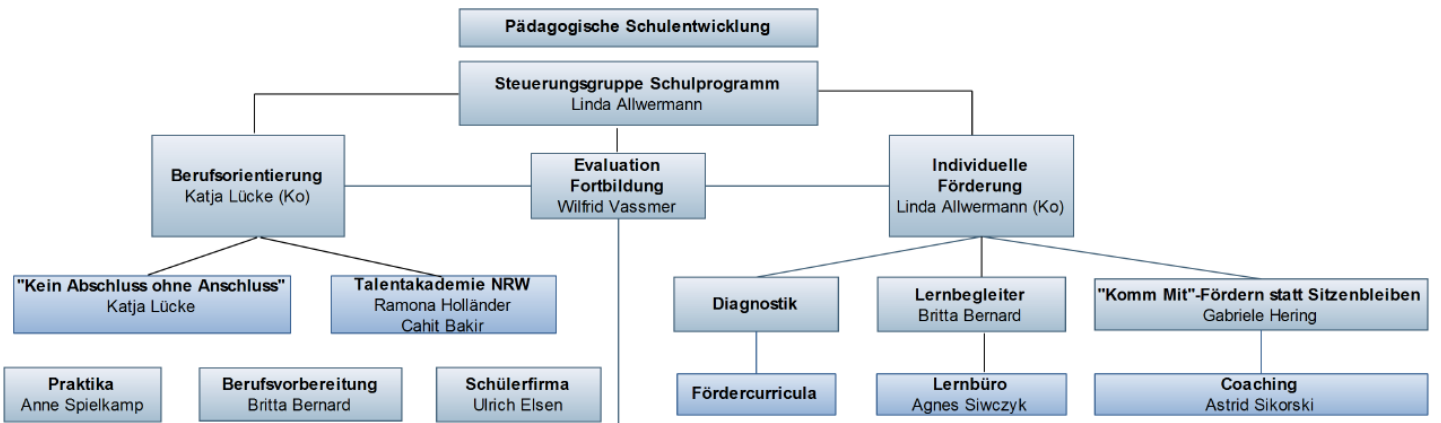 Pädagogische Schulentwicklung
Steuerungsgruppe Schulprogramm
Linda Allwermann
Berufsorientierung
Katja Lücke (Ko)
Evaluation
Fortbildung
Wilfrid Vassmer
Individuelle
Förderung
Linda Allwermann (Ko)
"Kein Abschluss ohne Anschluss"
Katja Lücke
Talentakademie NRW
Ramona Holländer
Cahit Bakir
Diagnostik
Lernbegleiter
Britta Bernard
"Komm Mit"-Fördern statt Sitzenbleiben
Gabriele Hering
Praktika
Anne Spielkamp
Berufsvorbereitung
Britta Bernard
Schülerfirma
Ulrich Elsen
Fördercurricula
Lernbüro
Agnes Siwczyk
Coaching
Astrid Sikorski